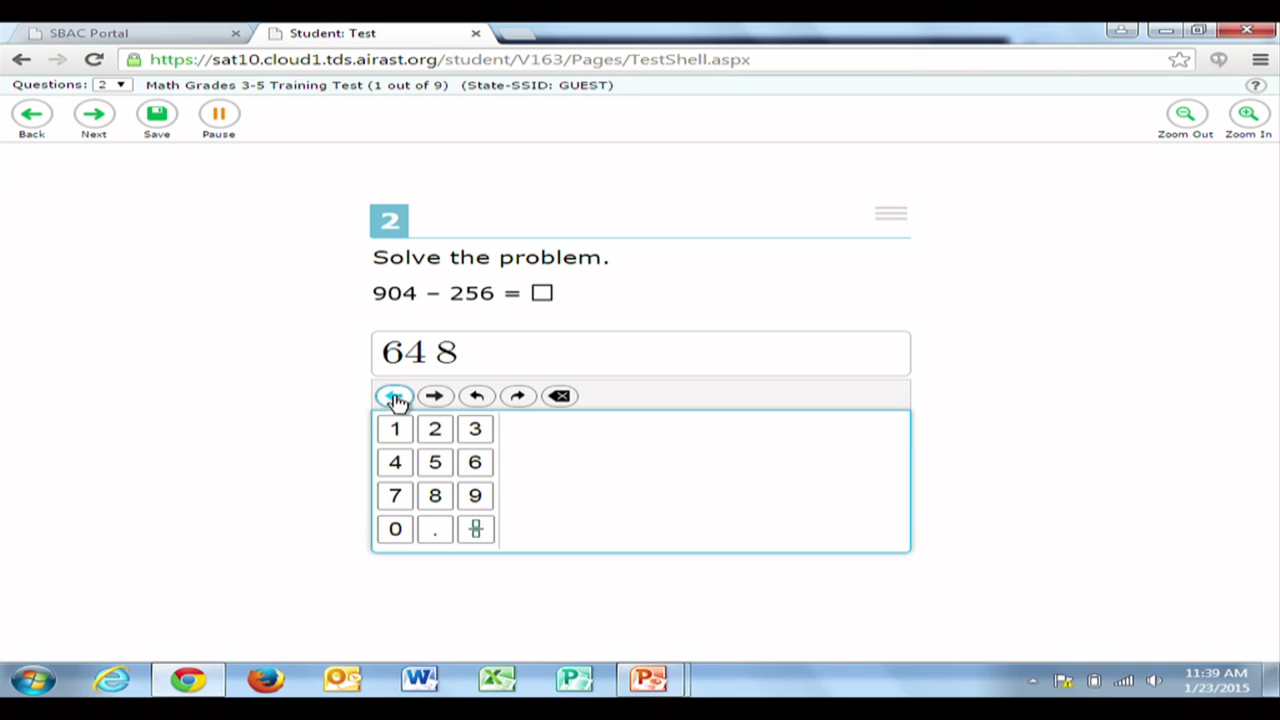 SBAC Portal
Student: Test
https://sat10.cloud1.tds.airast.org/student/V163/Pages/TestShell.aspx
Questions: 2 Math Grades 3-5 Training Test (1 out of 9) (State-SSID: GUEST)
Back Next Save Pause Zoom Out Zoom In
2
Solve the problem.
904 – 256 = □
64 8
1 2 3
4 5 6
7 8 9
0 .
11:39 AM
1/23/2015